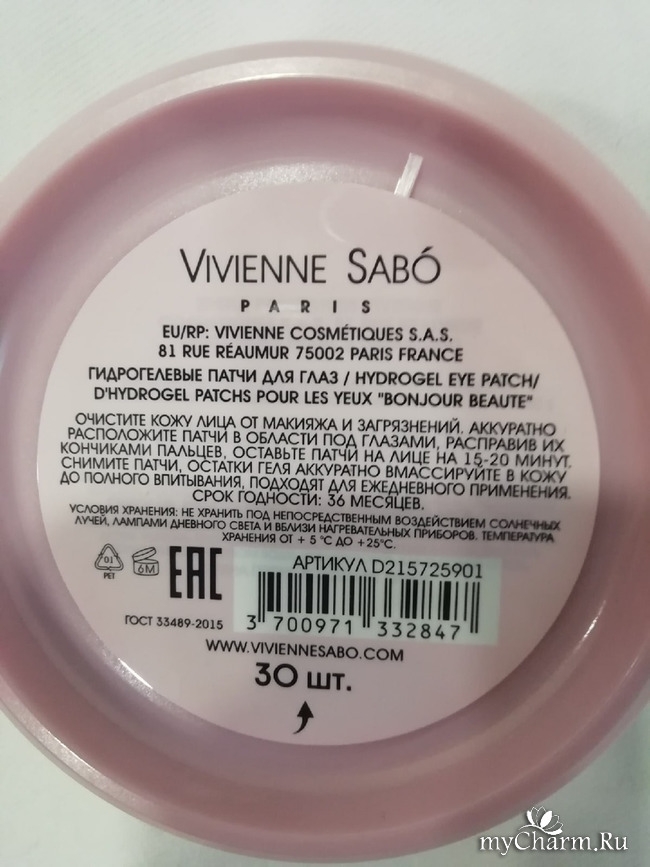 VIVIENNE SABÓ
PARIS
EU/RP: VIVIENNE COSMÉTIQUES S.A.S.
81 RUE RÉAUMUR 75002 PARIS FRANCE
ГИДРОГЕЛЕВЫЕ ПАТЧИ ДЛЯ ГЛАЗ / HYDROGEL EYE PATCH/
D'HYDROGEL PATCHS POUR LES YEUX "BONJOUR BEAUTE"
ОЧИСТИТЕ КОЖУ ЛИЦА ОТ МАКИЯЖА И ЗАГРЯЗНЕНИЙ. АККУРАТНО
РАСПОЛОЖИТЕ ПАТЧИ В ОБЛАСТИ ПОД ГЛАЗАМИ, РАСПРАВИВ ИХ
КОНЧИКАМИ ПАЛЬЦЕВ, ОСТАВЬТЕ ПАТЧИ НА ЛИЦЕ НА 15-20 МИНУТ.
СНИМИТЕ ПАТЧИ, ОСТАТКИ ГЕЛЯ АККУРАТНО ВМАССИРУЙТЕ В КОЖУ
ДО ПОЛНОГО ВПИТЫВАНИЯ, ПОДХОДЯТ ДЛЯ ЕЖЕДНЕВНОГО ПРИМЕНЕНИЯ.
СРОК ГОДНОСТИ: 36 МЕСЯЦЕВ.
УСЛОВИЯ ХРАНЕНИЯ: НЕ ХРАНИТЬ ПОД НЕПОСРЕДСТВЕННЫМ ВОЗДЕЙСТВИЕМ СОЛНЕЧНЫХ
ЛУЧЕЙ, ЛАМПАМИ ДНЕВНОГО СВЕТА И ВБЛИЗИ НАГРЕВАТЕЛЬНЫХ ПРИБОРОВ. ТЕМПЕРАТУРА
ХРАНЕНИЯ ОТ + 5 °C ДО +25°C.
АРТИКУЛ D215725901
01
PET
6M
EAC
3 700971 332847
ГОСТ 33489-2015
WWW.VIVIENNESABO.COM
30 ШТ.
myCharm.Ru